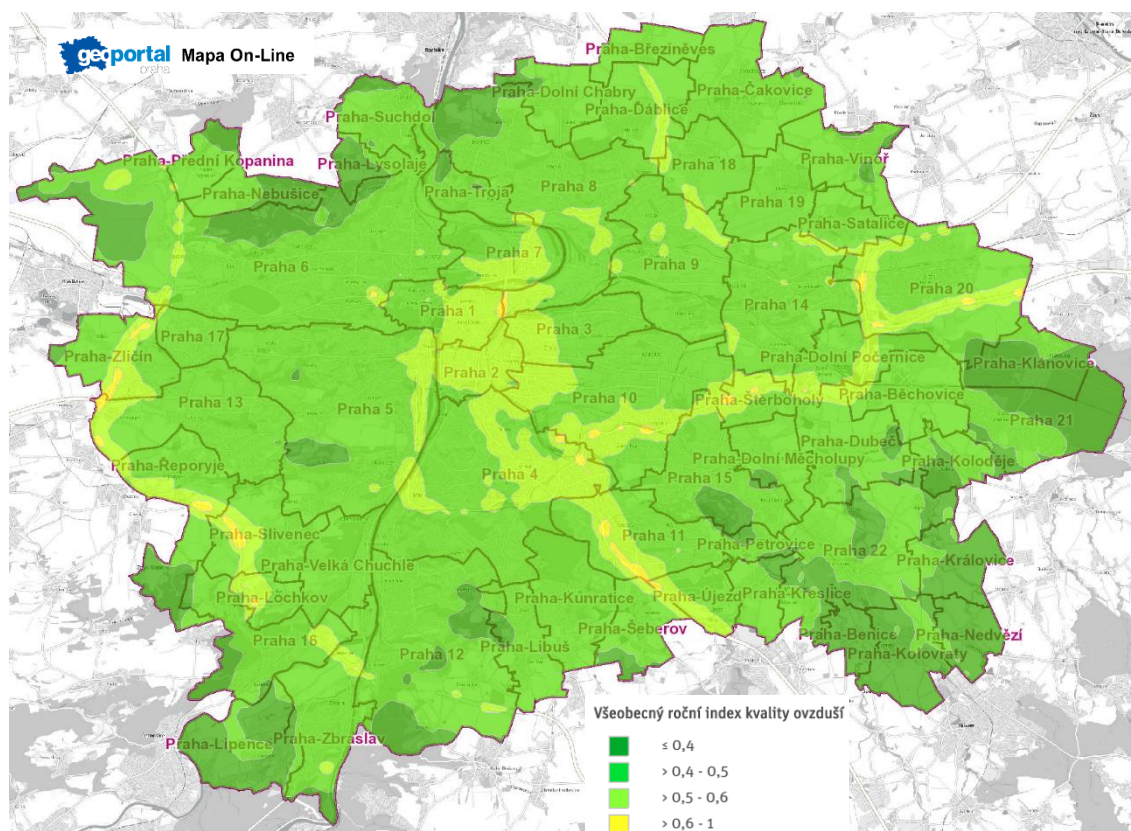 geoportal
praha
Mapa On-Line
Praha-Březiněves
Praha-Dolní Chabry
Praha-Ďáblice
Praha-Čakovice
Praha-Suchdol
Praha-Přední Kopanina
Praha-Lysolaje
Praha 18
Praha-Vinoř
Praha-Nebušice
Praha-Troja
Praha 8
Praha 19
Praha-Satalice
Praha 7
Praha 6
Praha 9
Praha 20
Praha 1
Praha 14
Praha 3
Praha 17
Praha-Zličín
Praha-Dolní Počernice
Praha-Klánovice
Praha 2
Praha 13
Praha 5
Praha 10
Praha-Štěrboholy
Praha-Běchovice
Praha 21
Praha-Dubeč
Praha-Řeporyje
Praha 4
Praha-Dolní Měcholupy
Praha-Koloděje
Praha 15
Praha-Slivenec
Praha 11
Praha-Petrovice
Praha 22
Praha-Královice
Praha-Velká Chuchle
Praha-Lochkov
Praha-Kunratice
Praha-Újezd
Praha-Křeslice
Praha-Šeberov
Praha 16
Praha 12
Praha-Libuš
Praha-Benice
Praha-Nedvězí
Praha-Kolovraty
Praha-Lipence
Praha-Zbraslav
Všeobecný roční index kvality ovzduší
≤ 0,4
> 0,4 - 0,5
> 0,5 - 0,6
> 0,6 - 1